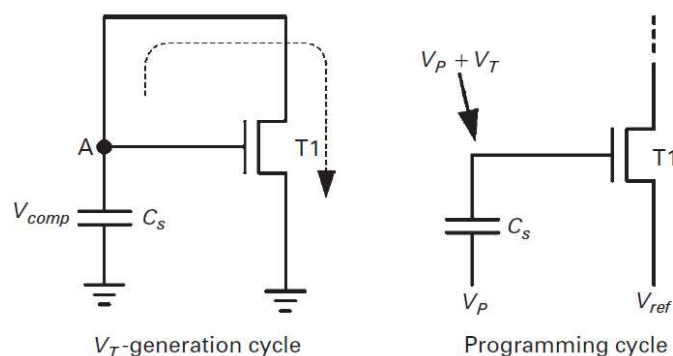 V_P + V_T
A
T1
V_comp
C_s
V_T-generation cycle
T1
C_s
V_P
V_ref
Programming cycle